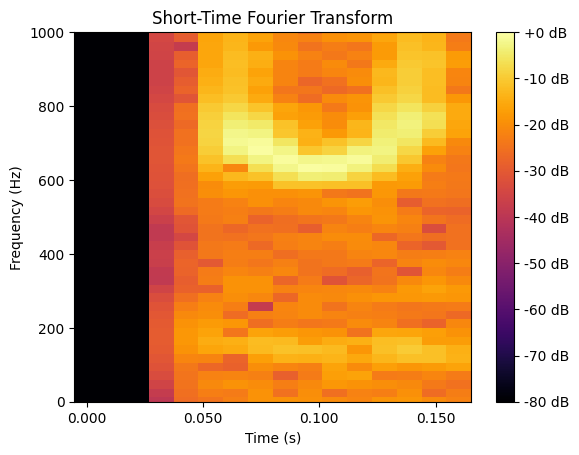 Short-Time Fourier Transform
1000
800
600
400
200
0
Frequency (Hz)
0.000
0.050
0.100
0.150
Time (s)
+0 dB
-10 dB
-20 dB
-30 dB
-40 dB
-50 dB
-60 dB
-70 dB
-80 dB